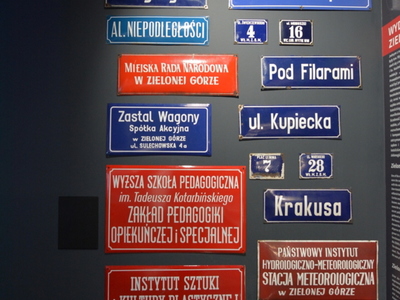 AL. NIEPODLEGŁOŚCI
4
16
MIEJSKA RADA NARODOWA
W ZIELONEJ GÓRZE
Pod Filarami
Zastal Wagony
Spółka Akcyjna
W ZIELONEJ GÓRZE
UL. SULECHOWSKA 4a
ul. Kupiecka
7
28
WYŻSZA SZKOŁA PEDAGOGICZNA
im. Tadeusza Kotarbińskiego
ZAKŁAD PEDAGOGIKI
OPIEKUŃCZEJ i SPECJALNEJ
Krakusa
PAŃSTWOWY INSTYTUT
HYDROLOGICZNO-METEOROLOGICZNY
STACJA METEOROLOGICZNA
W ZIELONEJ GÓRZE
INSTYTUT SZTUKI
I KULTURY PLASTYCZNEJ